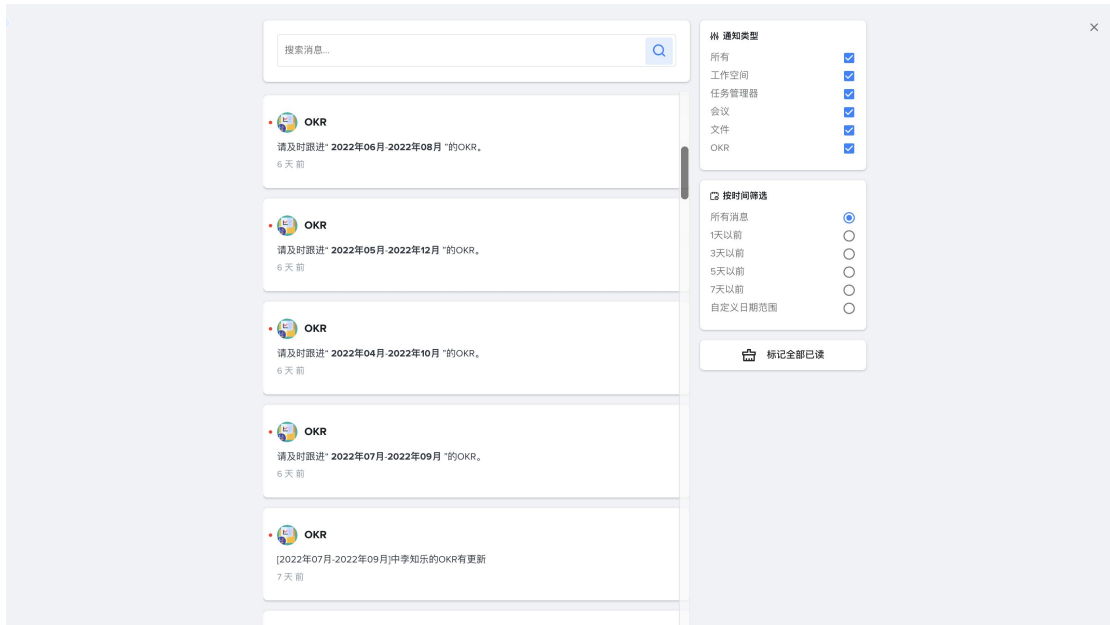 搜索消息...
OKR
请及时跟进“ 2022年06月-2022年08月 ”的OKR。
6 天 前
OKR
请及时跟进“ 2022年05月-2022年12月 ”的OKR。
6 天 前
OKR
请及时跟进“ 2022年04月-2022年10月 ”的OKR。
6 天 前
OKR
请及时跟进“ 2022年07月-2022年09月 ”的OKR。
6 天 前
OKR
[2022年07月-2022年09月]中李知乐的OKR有更新
7 天 前
通知类型
所有
工作空间
任务管理器
会议
文件
OKR
按时间筛选
所有消息
1天以前
3天以前
5天以前
7天以前
自定义日期范围
标记全部已读